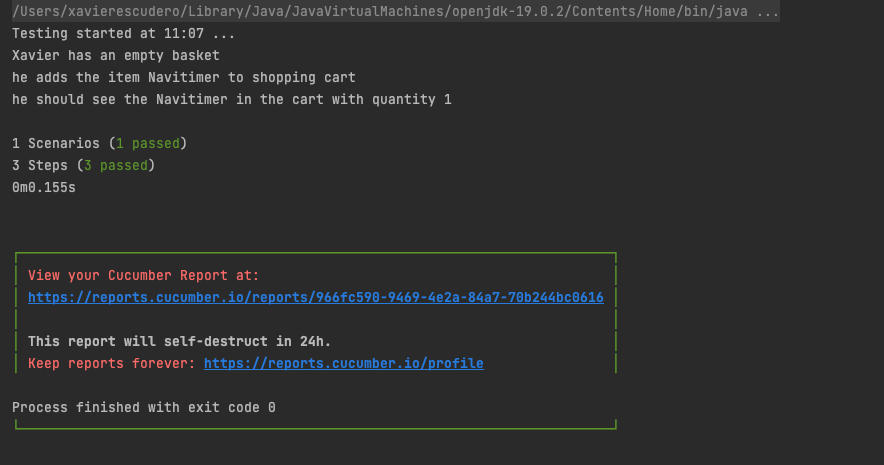 /Users/xavierescudero/Library/Java/JavaVirtualMachines/openjdk-19.0.2/Contents/Home/bin/java ...
Testing started at 11:07 ...
Xavier has an empty basket
he adds the item Navitimer to shopping cart
he should see the Navitimer in the cart with quantity 1
1 Scenarios (1 passed)
3 Steps (3 passed)
0m0.155s
View your Cucumber Report at:
https://reports.cucumber.io/reports/966fc590-9469-4e2a-84a7-70b244bc0616
This report will self-destruct in 24h.
Keep reports forever: https://reports.cucumber.io/profile
Process finished with exit code 0